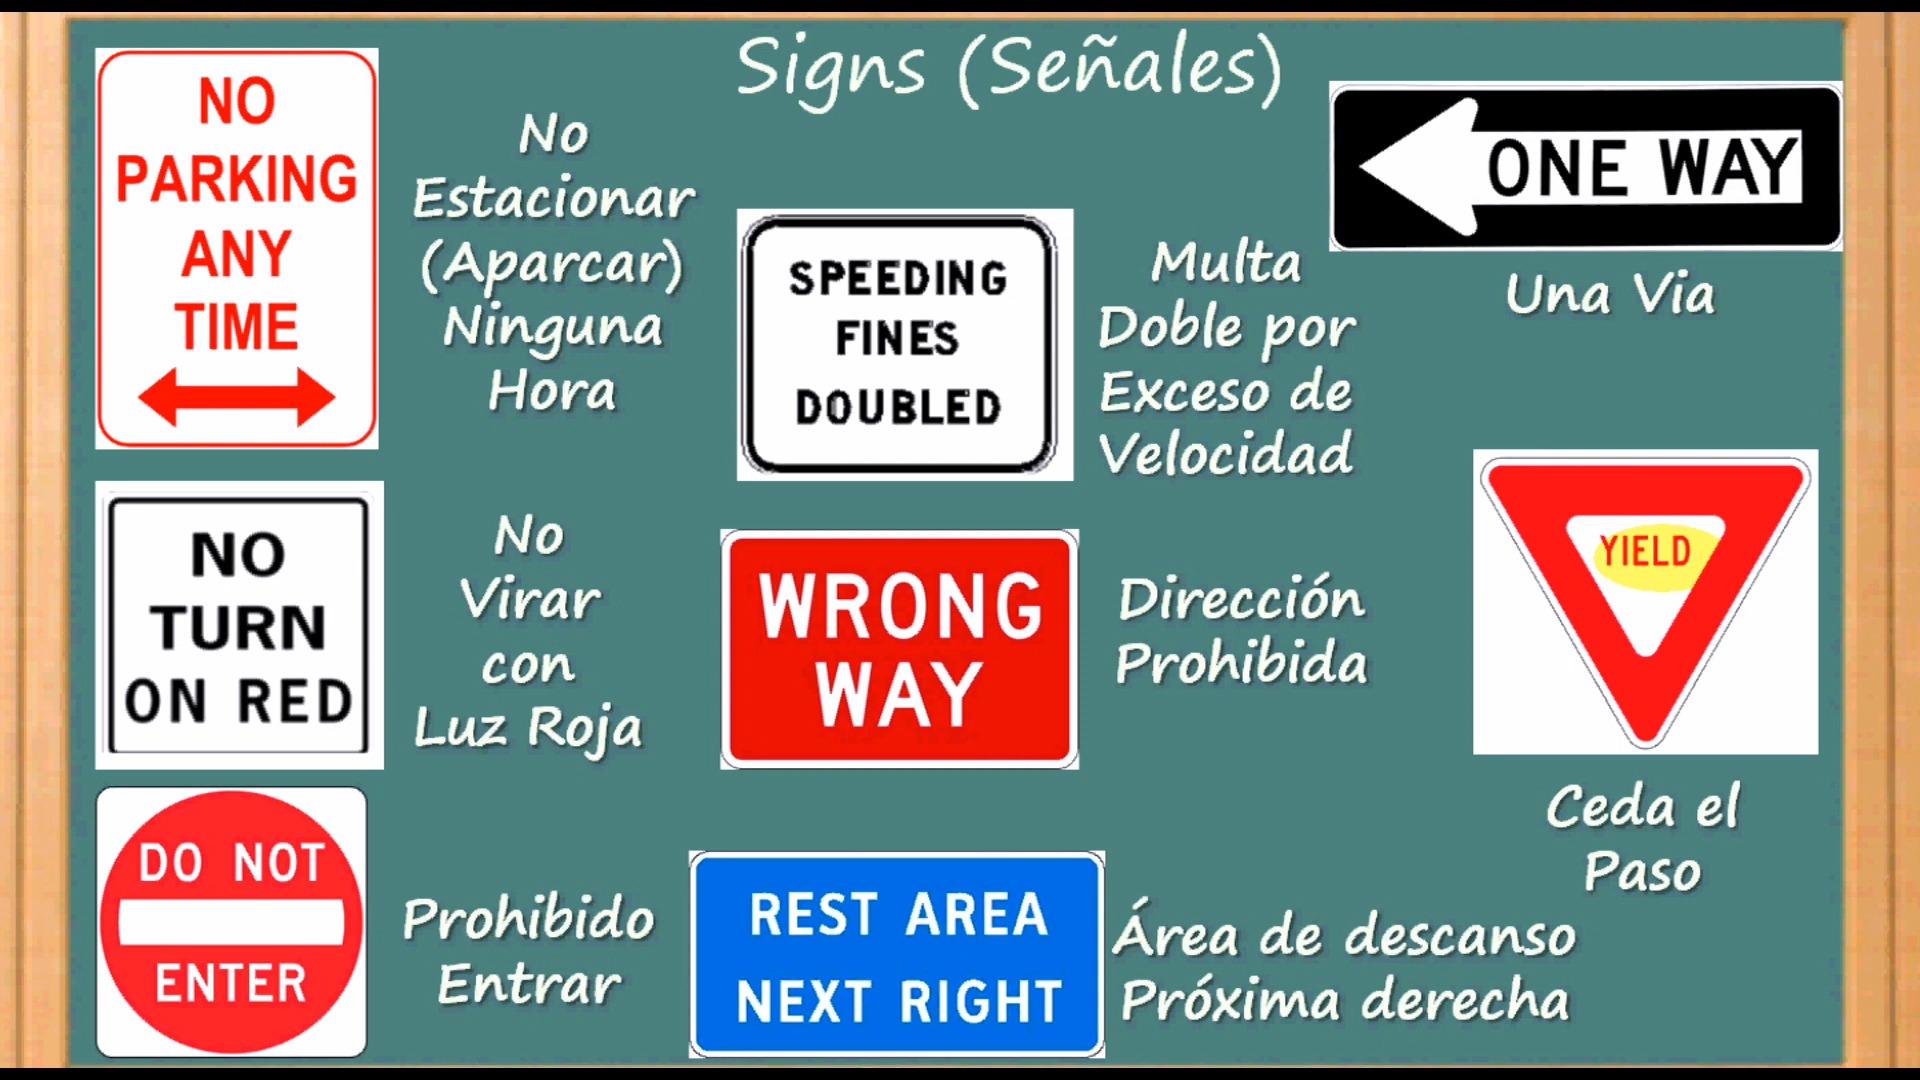 Signs (Señales)
NO
PARKING
ANY
TIME
No
Estacionar
(Aparcar)
Ninguna
Hora
SPEEDING
FINES
DOUBLED
Multa
Doble por
Exceso de
Velocidad
ONE WAY
Una Via
NO
TURN
ON RED
No
Virar
con
Luz Roja
WRONG
WAY
Dirección
Prohibida
YIELD
Ceda el
Paso
DO NOT
ENTER
Prohibido
Entrar
REST AREA
NEXT RIGHT
Área de descanso
Próxima derecha